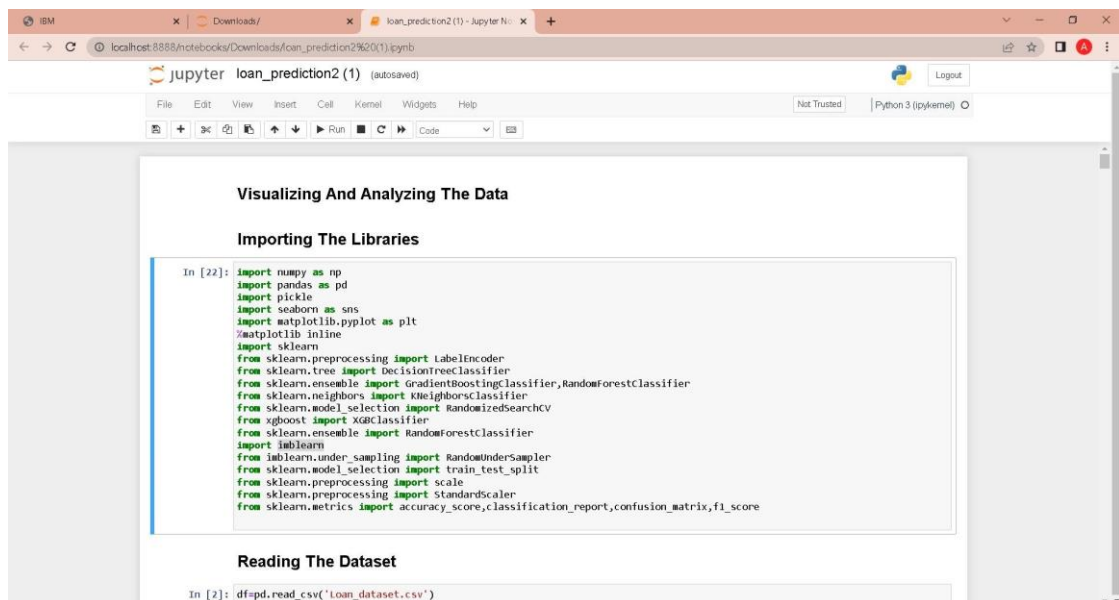 IBM Downloads/ loan_prediction2 (1) - Jupyter No
localhost:8888/notebooks/Downloads/loan_prediction2%20(1).ipynb A
jupyter loan_prediction2 (1) (autosaved) Logout
File Edit View Insert Cell Kernel Widgets Help Not Trusted Python 3 (ipykernel)
Run Code
Visualizing And Analyzing The Data
Importing The Libraries
In [22]: import numpy as np
import pandas as pd
import pickle
import seaborn as sns
import matplotlib.pyplot as plt
%matplotlib inline
import sklearn
from sklearn.preprocessing import LabelEncoder
from sklearn.tree import DecisionTreeClassifier
from sklearn.ensemble import GradientBoostingClassifier,RandomForestClassifier
from sklearn.neighbors import KNeighborsClassifier
from sklearn.model_selection import RandomizedSearchCV
from xgboost import XGBClassifier
from sklearn.ensemble import RandomForestClassifier
import imblearn
from imblearn.under_sampling import RandomUnderSampler
from sklearn.model_selection import train_test_split
from sklearn.preprocessing import scale
from sklearn.preprocessing import StandardScaler
from sklearn.metrics import accuracy_score,classification_report,confusion_matrix,f1_score
Reading The Dataset
In [2]: df=pd.read_csv('Loan_dataset.csv')